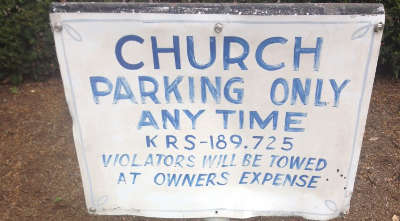 CHURCH
PARKING ONLY
ANY TIME
KRS-189.725
VIOLATORS WILL BE TOWED
AT OWNERS EXPENSE